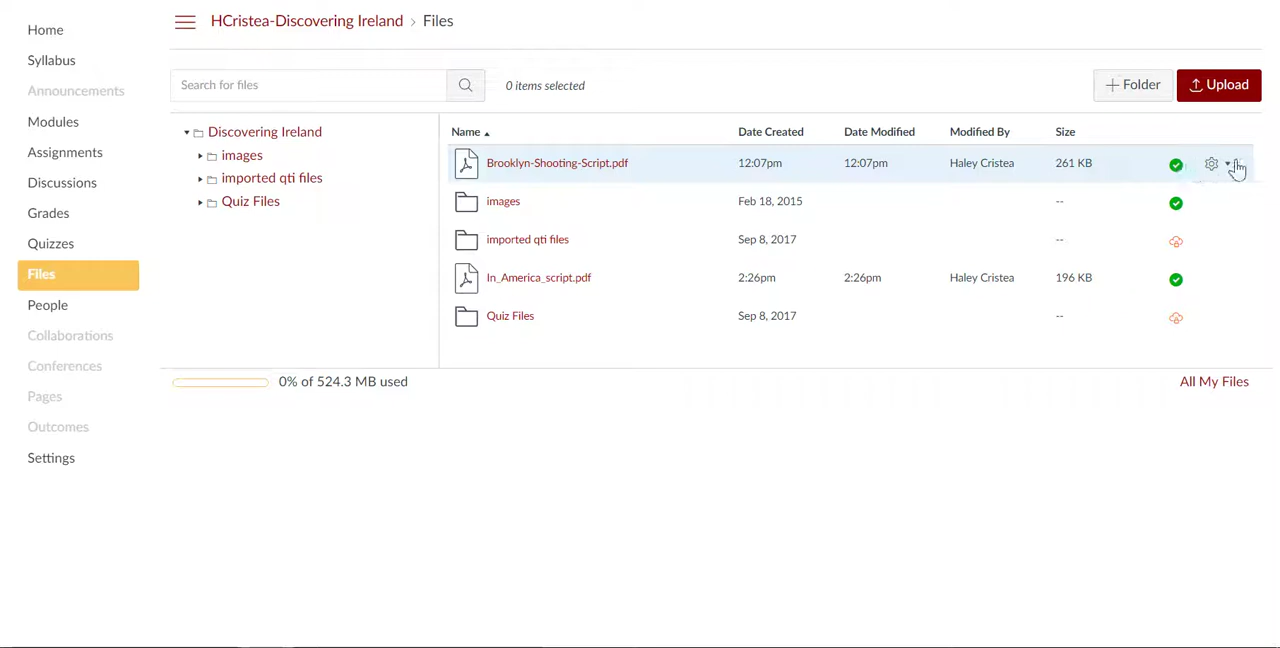 HCristea-Discovering Ireland › Files
Home
Syllabus
Announcements
Modules
Assignments
Discussions
Grades
Quizzes
Files
People
Collaborations
Conferences
Pages
Outcomes
Settings
Search for files
0 items selected
+ Folder
Upload
Discovering Ireland
images
imported qti files
Quiz Files
Name Date Created Date Modified Modified By Size
Brooklyn-Shooting-Script.pdf 12:07pm 12:07pm Haley Cristea 261 KB
images Feb 18, 2015 --
imported qti files Sep 8, 2017 --
In_America_script.pdf 2:26pm 2:26pm Haley Cristea 196 KB
Quiz Files Sep 8, 2017 --
0% of 524.3 MB used
All My Files